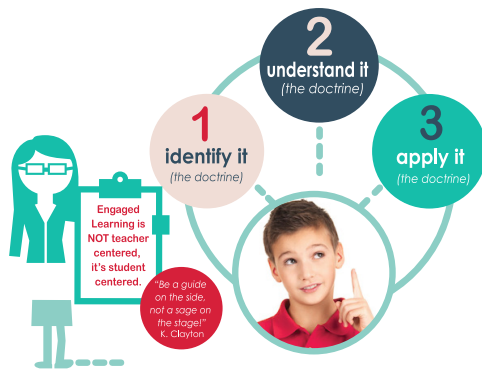 1
identify it
(the doctrine)
2
understand it
(the doctrine)
3
apply it
(the doctrine)
Engaged
Learning is
NOT teacher
centered,
it's student
centered.
"Be a guide
on the side,
not a sage on
the stage!"
K. Clayton